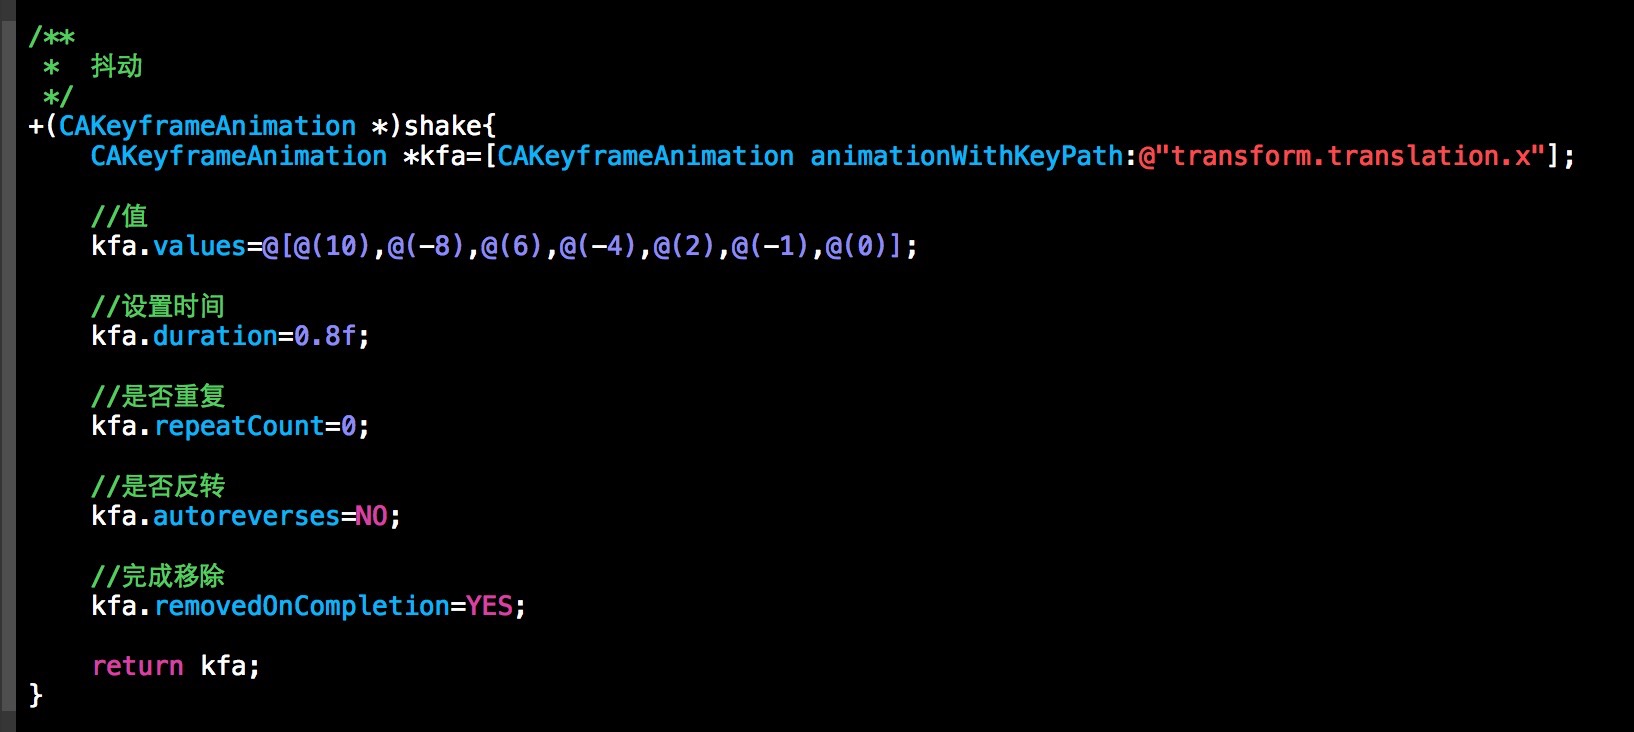 /**
 *  抖动
 */
+(CAKeyframeAnimation *)shake{
    CAKeyframeAnimation *kfa=[CAKeyframeAnimation animationWithKeyPath:@"transform.translation.x"];
    //值
    kfa.values=@[@(10),@(-8),@(6),@(-4),@(2),@(-1),@(0)];
    //设置时间
    kfa.duration=0.8f;
    //是否重复
    kfa.repeatCount=0;
    //是否反转
    kfa.autoreverses=NO;
    //完成移除
    kfa.removedOnCompletion=YES;
    return kfa;
}